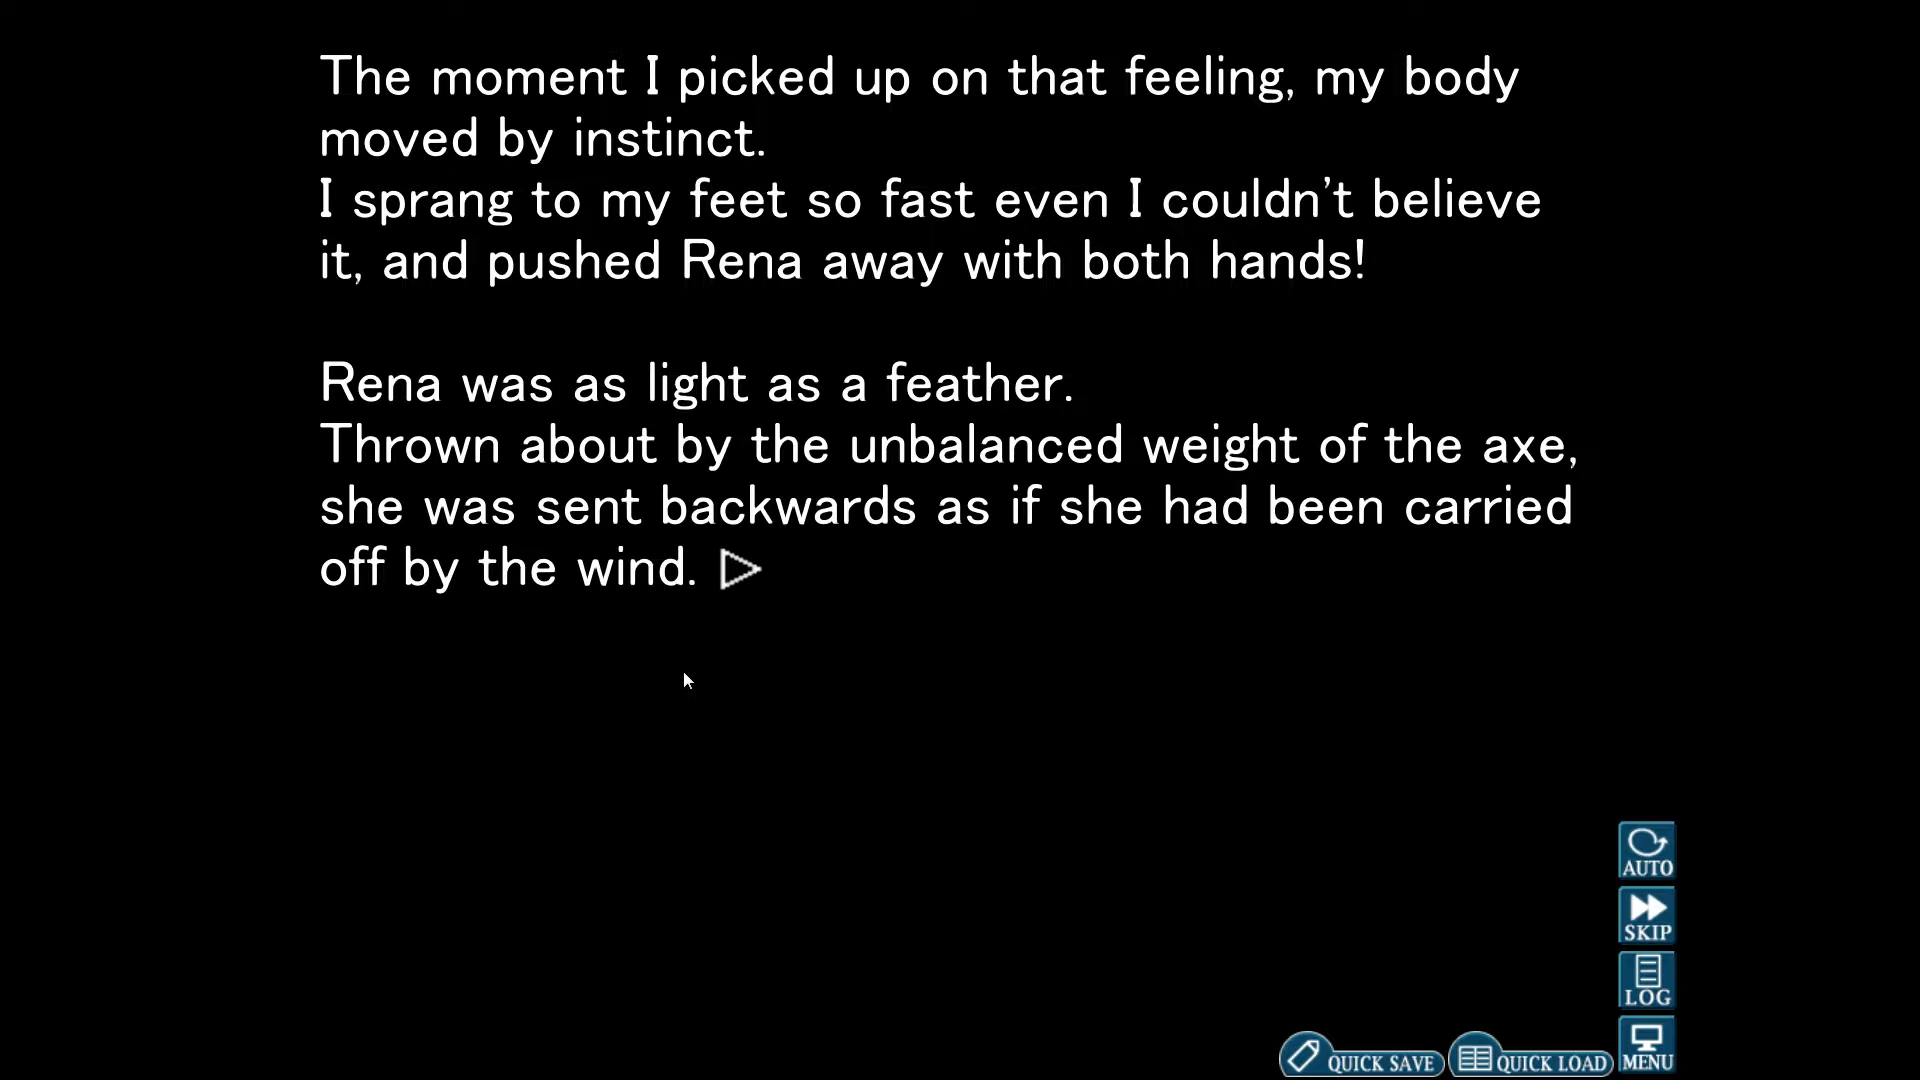 The moment I picked up on that feeling, my body
moved by instinct.
I sprang to my feet so fast even I couldn't believe
it, and pushed Rena away with both hands!
Rena was as light as a feather.
Thrown about by the unbalanced weight of the axe,
she was sent backwards as if she had been carried
off by the wind.
AUTO
SKIP
LOG
MENU
QUICK SAVE
QUICK LOAD